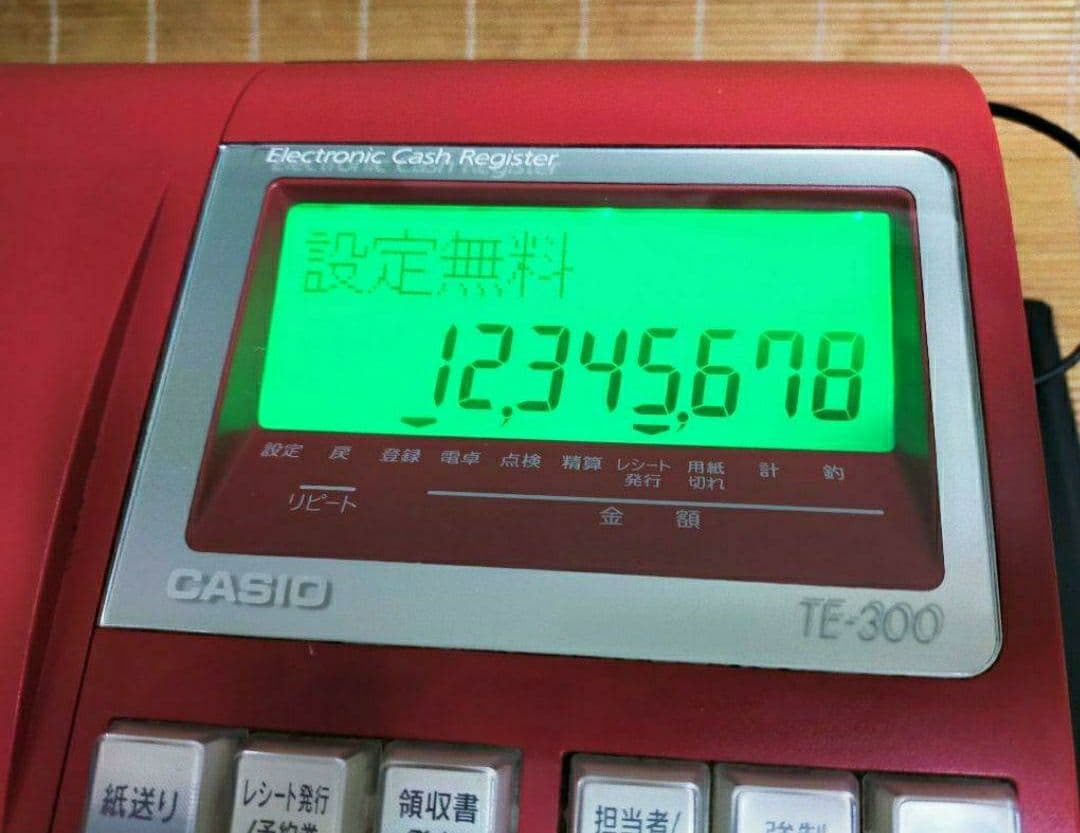 Electronic Cash Register
設定無料
12,345,678
設定 戻 登録 電卓 点検 精算 レシート発行 用紙切れ 計 釣
リピート 金額
CASIO TE-300
紙送り レシート発行 領収書 担当者/